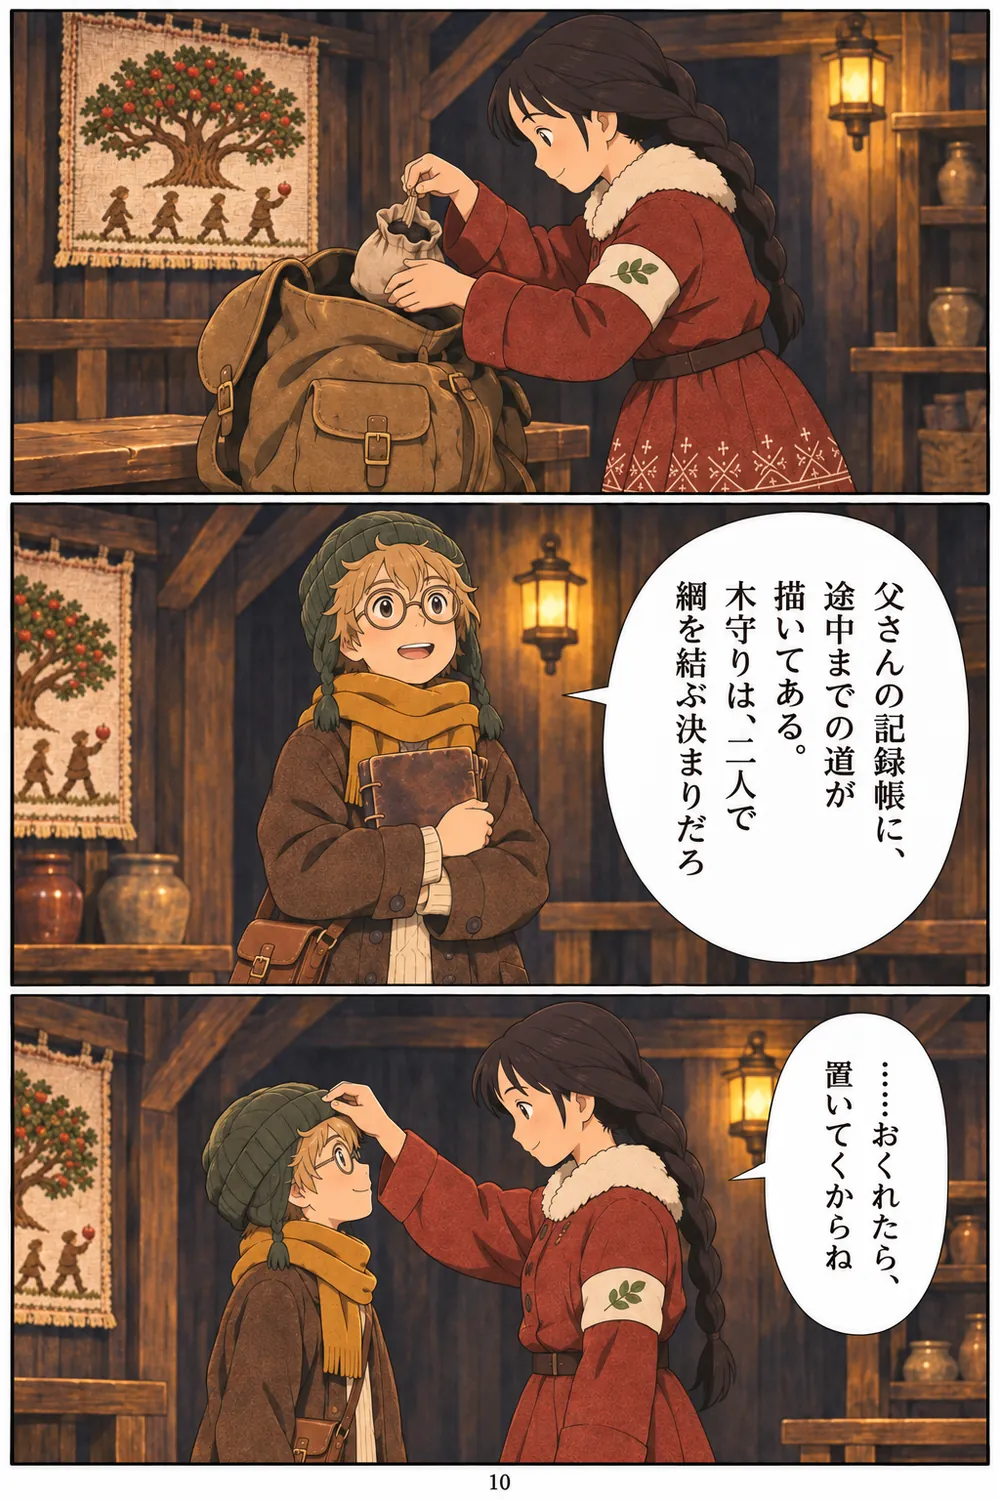 父さんの記録帳に、
途中までの道が
描いてある。
木守りは、二人で
綱を結ぶ決まりだろ
……おくれたら、
置いてくからね
10